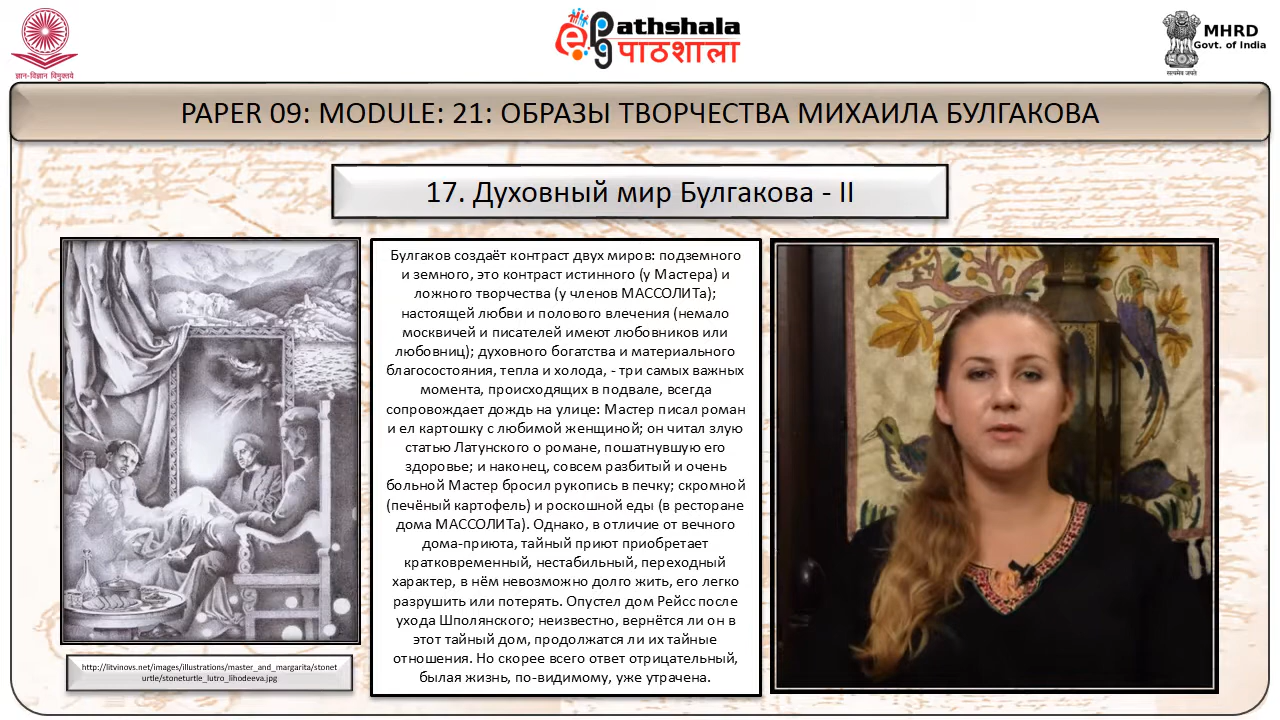 ज्ञान-विज्ञान विमुक्तये
ePathshala
पाठशाला
MHRD
Govt. of India
सत्यमेव जयते
PAPER 09: MODULE: 21: ОБРАЗЫ ТВОРЧЕСТВА МИХАИЛА БУЛГАКОВА
17. Духовный мир Булгакова - II
Булгаков создаёт контраст двух миров: подземного
и земного, это контраст истинного (у Мастера) и
ложного творчества (у членов МАССОЛИТа);
настоящей любви и полового влечения (немало
москвичей и писателей имеют любовников или
любовниц); духовного богатства и материального
благосостояния, тепла и холода, - три самых важных
момента, происходящих в подвале, всегда
сопровождает дождь на улице: Мастер писал роман
и ел картошку с любимой женщиной; он читал злую
статью Латунского о романе, пошатнувшую его
здоровье; и наконец, совсем разбитый и очень
больной Мастер бросил рукопись в печку; скромной
(печёный картофель) и роскошной еды (в ресторане
дома МАССОЛИТа). Однако, в отличие от вечного
дома-приюта, тайный приют приобретает
кратковременный, нестабильный, переходный
характер, в нём невозможно долго жить, его легко
разрушить или потерять. Опустел дом Рейсс после
ухода Шполянского; неизвестно, вернётся ли он в
этот тайный дом, продолжатся ли их тайные
отношения. Но скорее всего ответ отрицательный,
былая жизнь, по-видимому, уже утрачена.
http://litvinovs.net/images/illustrations/master_and_margarita/stonet
urtle/stoneturtle_lutro_lihodeeva.jpg